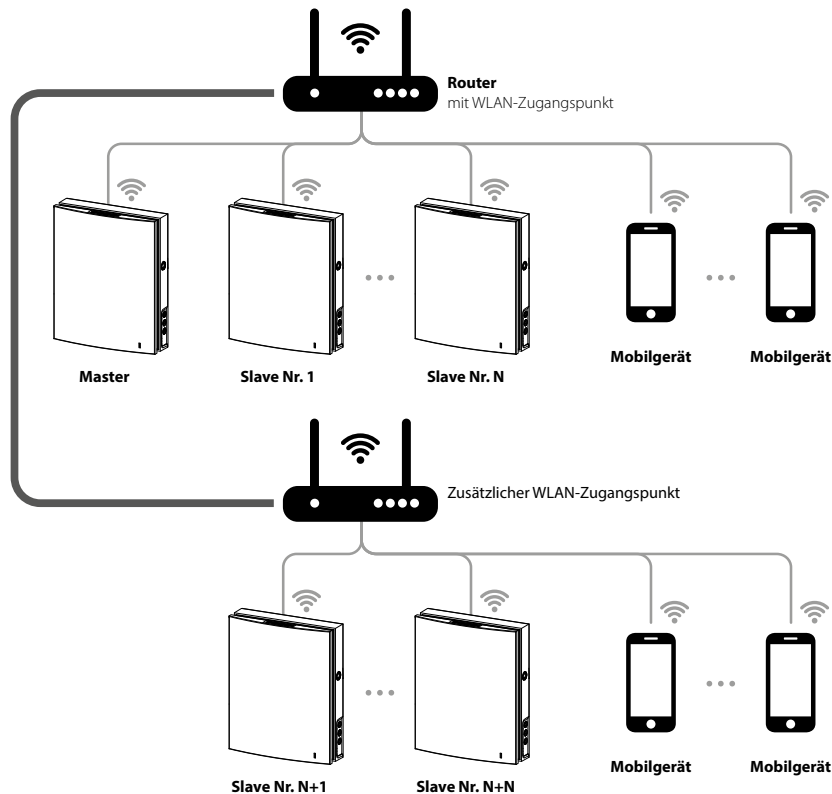 Router
mit WLAN-Zugangspunkt
Master
Slave Nr. 1
Slave Nr. N
Mobilgerät
Mobilgerät
Zusätzlicher WLAN-Zugangspunkt
Slave Nr. N+1
Slave Nr. N+N
Mobilgerät
Mobilgerät